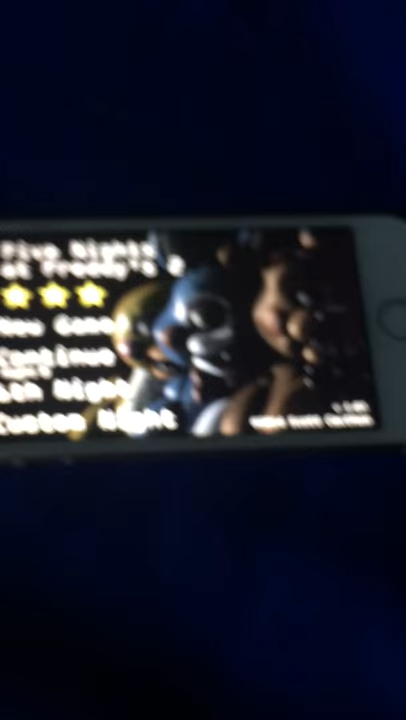 Five Nights
at Freddy's 2
New Game
Continue
6th Night
Custom Night